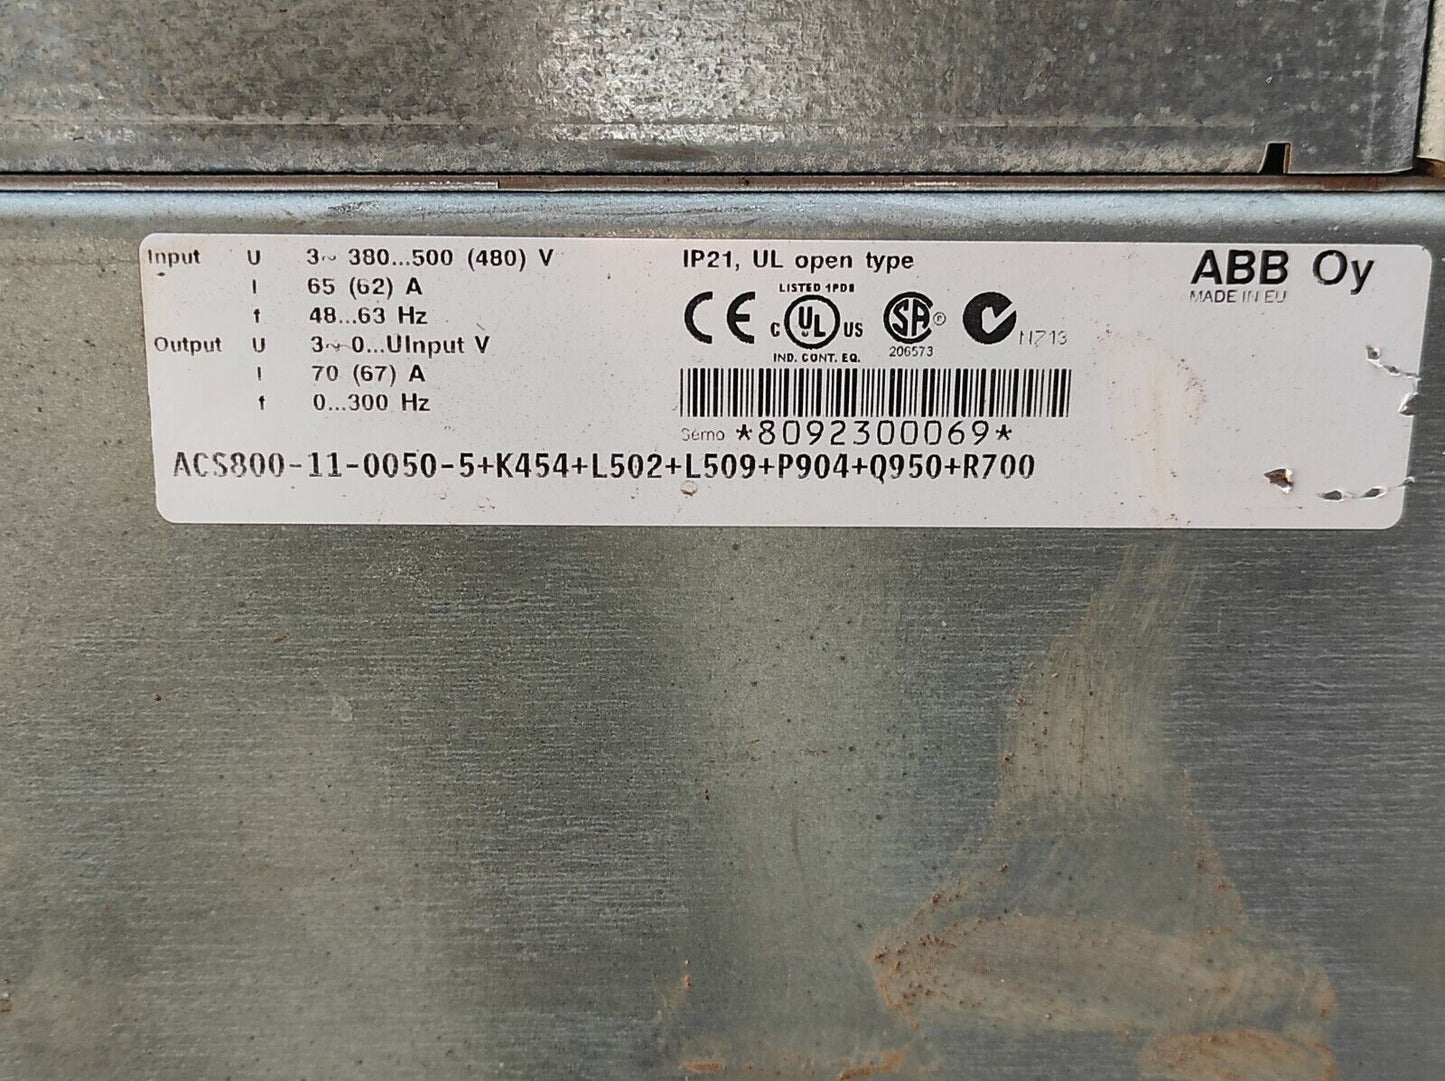 Input U 3~ 380...500 (480) V
I 65 (62) A
f 48...63 Hz
Output U 3~ 0...UInput V
I 70 (67) A
f 0...300 Hz
IP21, UL open type
LISTED 1PD8
CE C UL US SA ®
N713
IND. CONT. EQ.
206573
Serno *8092300069*
ACS800-11-0050-5+K454+L502+L509+P904+Q950+R700
ABB Oy
MADE IN EU